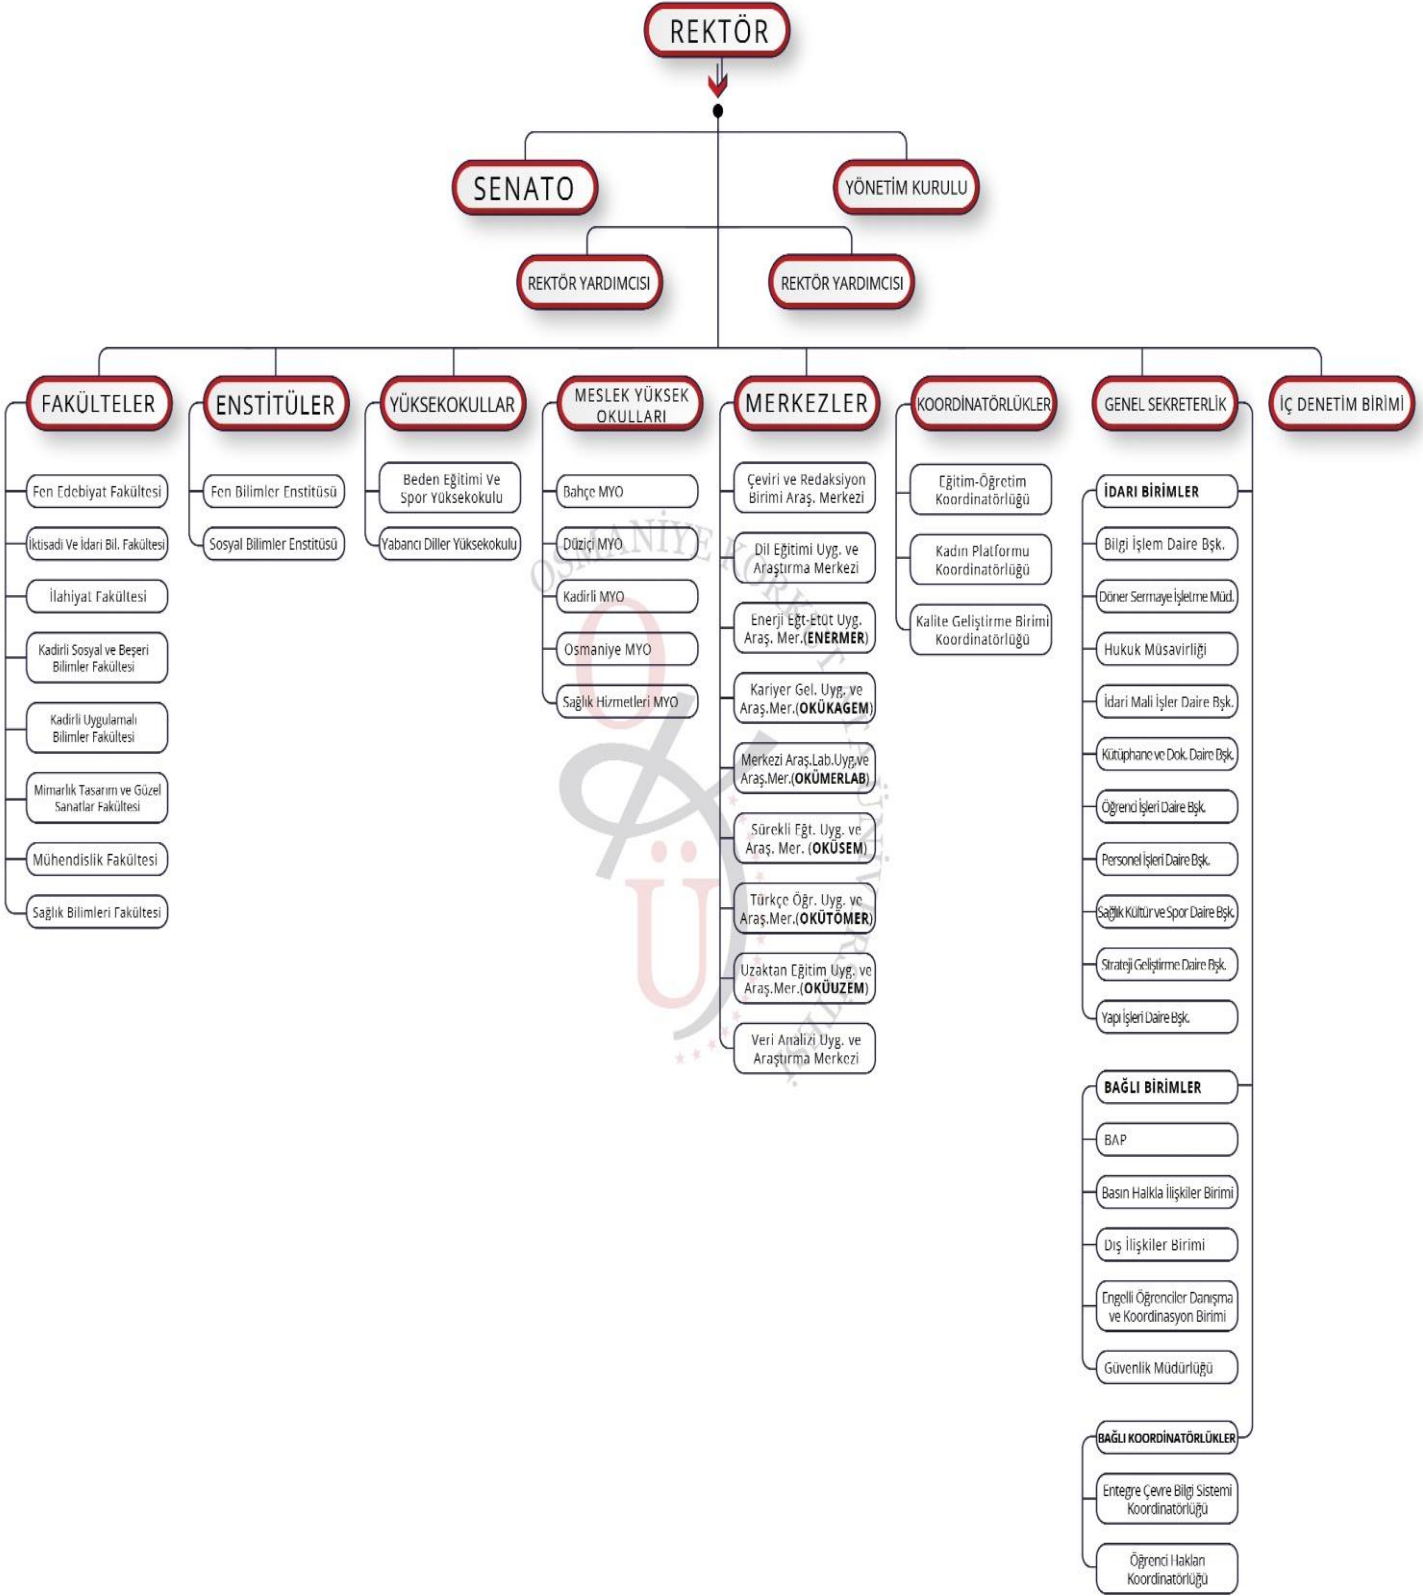 REKTÖR
SENATO
YÖNETİM KURULU
REKTÖR YARDIMCISI
REKTÖR YARDIMCISI
FAKÜLTELER
Fen Edebiyat Fakültesi
İktisadi Ve İdari Bil. Fakültesi
İlahiyat Fakültesi
Kadirli Sosyal ve Beşeri
Bilimler Fakültesi
Kadirli Uygulamalı
Bilimler Fakültesi
Mimarlık Tasarım ve Güzel
Sanatlar Fakültesi
Mühendislik Fakültesi
Sağlık Bilimleri Fakültesi
ENSTİTÜLER
Fen Bilimler Enstitüsü
Sosyal Bilimler Enstitüsü
YÜKSEKOKULLAR
Beden Eğitimi Ve
Spor Yüksekokulu
Yabancı Diller Yüksekokulu
MESLEK YÜKSEK
OKULLARI
Bahçe MYO
Düziçi MYO
Kadirli MYO
Osmaniye MYO
Sağlık Hizmetleri MYO
MERKEZLER
Çeviri ve Redaksiyon
Birimi Araş. Merkezi
Dil Eğitimi Uyg. ve
Araştırma Merkezi
Enerji Eğt-Etüt Uyg.
Araş. Mer.(ENERMER)
Kariyer Gel. Uyg. ve
Araş.Mer.(OKÜKAGEM)
Merkezi Araş.Lab.Uyg.ve
Araş.Mer.(OKÜMERLAB)
Sürekli Eğt. Uyg. ve
Araş. Mer. (OKÜSEM)
Türkçe Öğr. Uyg. ve
Araş.Mer.(OKÜTÖMER)
Uzaktan Eğitim Uyg. ve
Araş.Mer.(OKÜUZEM)
Veri Analizi Uyg. ve
Araştırma Merkezi
KOORDİNATÖRLÜKLER
Eğitim-Öğretim
Koordinatörlüğü
Kadın Platformu
Koordinatörlüğü
Kalite Geliştirme Birimi
Koordinatörlüğü
GENEL SEKRETERLİK
İDARI BİRIMLER
Bilgi İşlem Daire Bşk.
Döner Sermaye İşletme Müd.
Hukuk Müsavirliği
İdari Mali İşler Daire Bşk.
Kütüphane ve Dok. Daire Bşk.
Öğrenci İşleri Daire Bşk.
Personel İşleri Daire Bşk.
Sağlık Kültür ve Spor Daire Bşk.
Strateji Geliştirme Daire Bşk.
Yapı İşleri Daire Bşk.
BAĞLI BİRİMLER
BAP
Basın Halkla İlişkiler Birimi
Dış İlişkiler Birimi
Engelli Öğrenciler Danışma
ve Koordinasyon Birimi
Güvenlik Müdürlüğü
BAĞLI KOORDİNATÖRLÜKLER
Entegre Çevre Bilgi Sistemi
Koordinatörlüğü
Öğrenci Hakları
Koordinatörlüğü
İÇ DENETİM BİRİMİ
OSMANİYE KORKUT ATA ÜNİVERSİTESİ
OKÜ